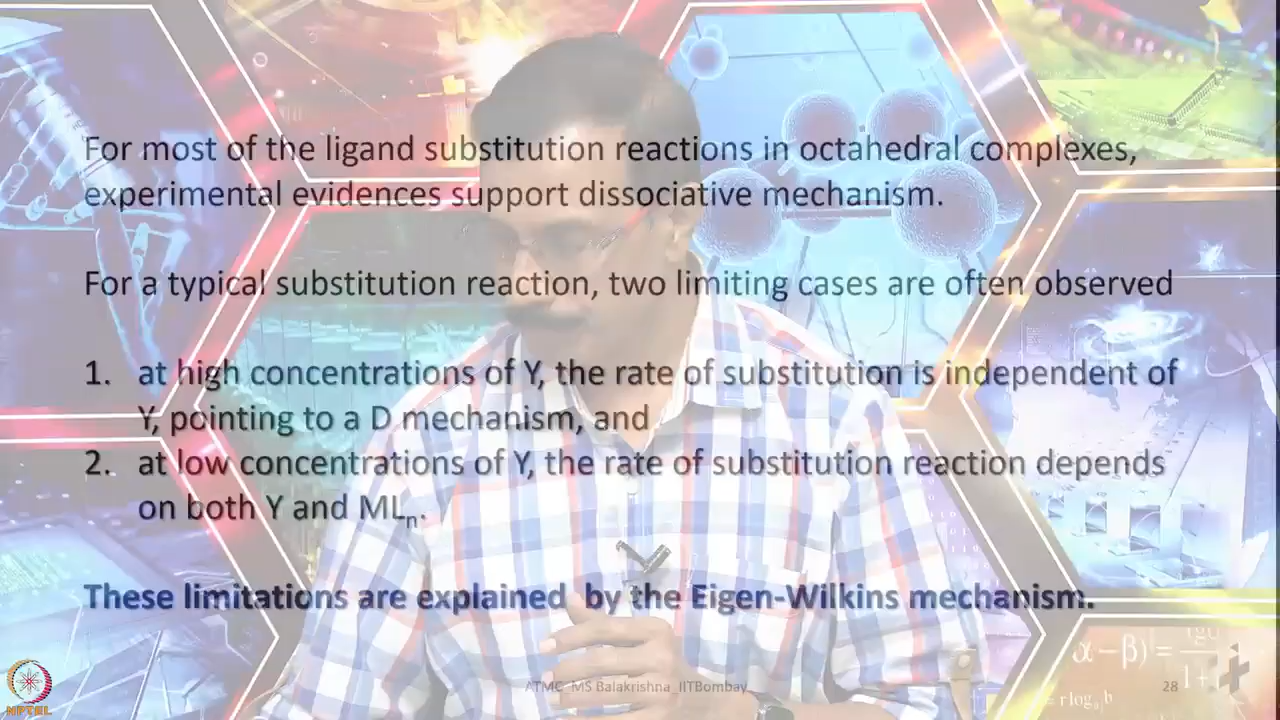 For most of the ligand substitution reactions in octahedral complexes,
experimental evidences support dissociative mechanism.
For a typical substitution reaction, two limiting cases are often observed
1. at high concentrations of Y, the rate of substitution is independent of
Y, pointing to a D mechanism, and
2. at low concentrations of Y, the rate of substitution reaction depends
on both Y and MLₙ.
These limitations are explained by the Eigen-Wilkins mechanism.
α-β)
1+
ATMC_MS Balakrishna_IITBombay
28
NPTEL